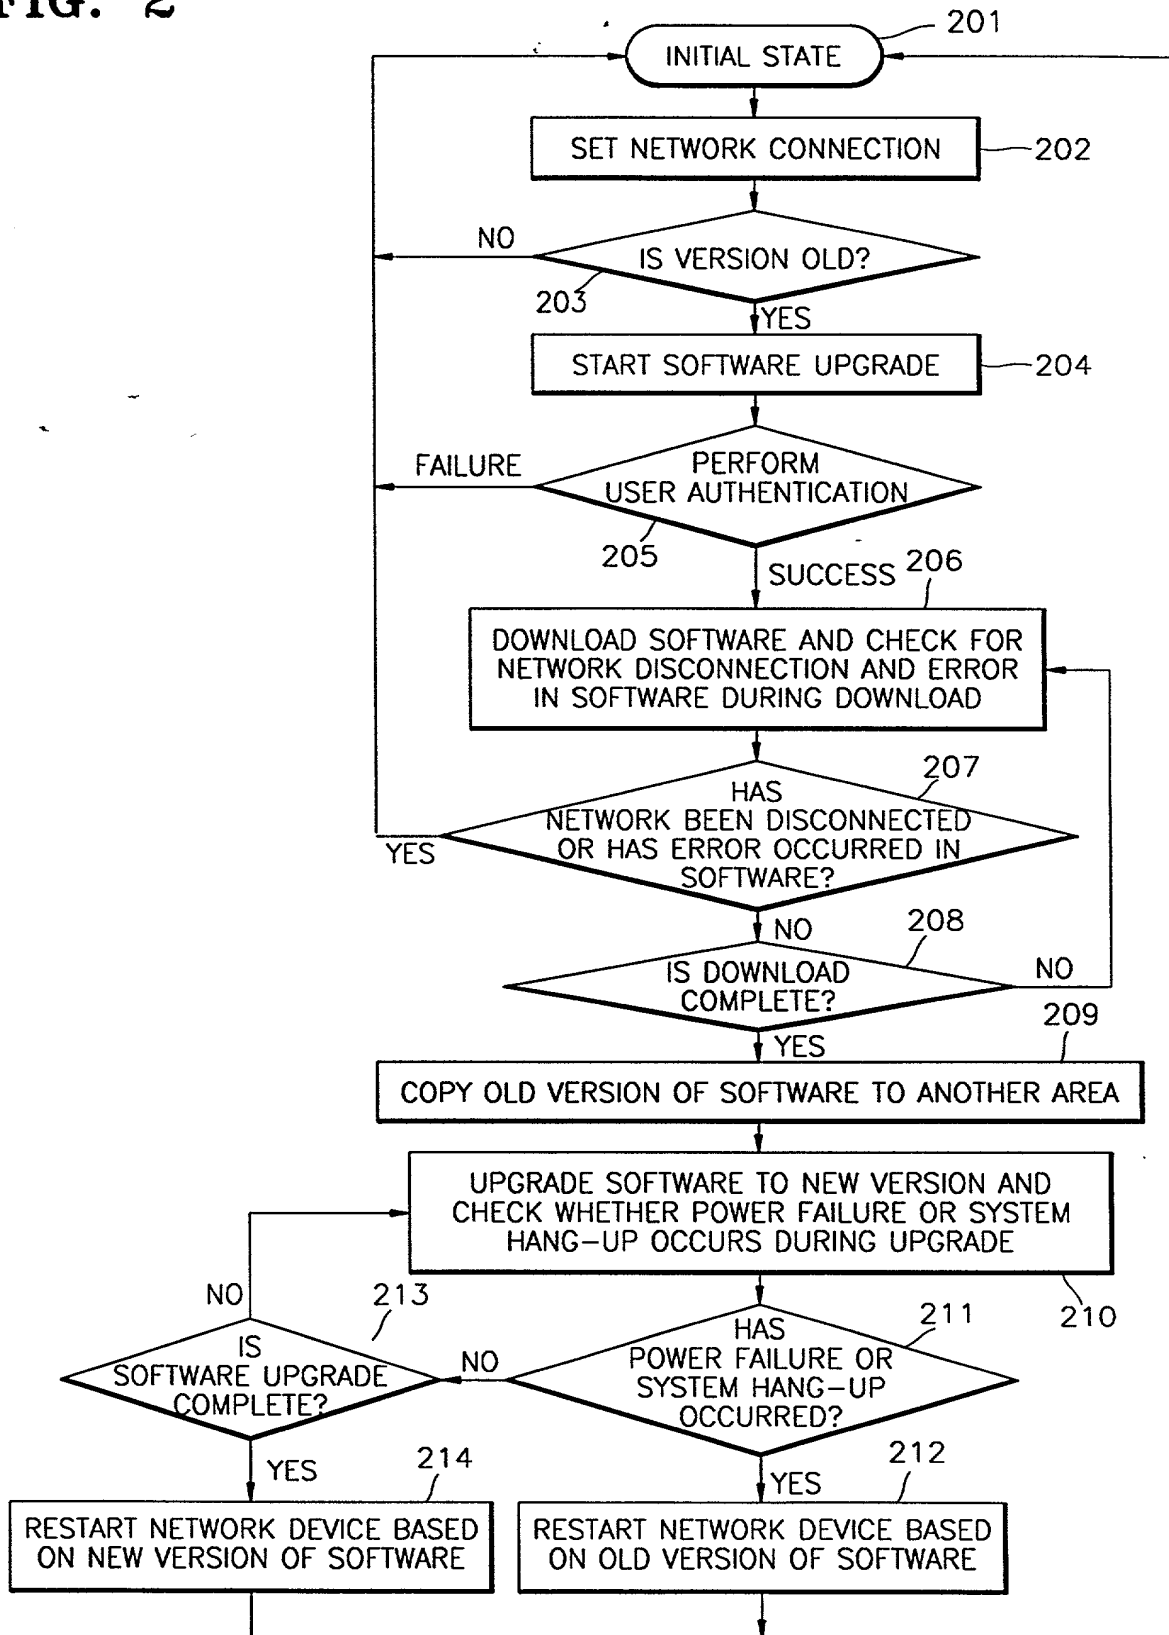 FIG. 2
201
INITIAL STATE
SET NETWORK CONNECTION
202
NO
IS VERSION OLD?
203
YES
START SOFTWARE UPGRADE
204
FAILURE
PERFORM
USER AUTHENTICATION
205
SUCCESS
206
DOWNLOAD SOFTWARE AND CHECK FOR
NETWORK DISCONNECTION AND ERROR
IN SOFTWARE DURING DOWNLOAD
207
HAS
NETWORK BEEN DISCONNECTED
OR HAS ERROR OCCURRED IN
SOFTWARE?
YES
NO
208
IS DOWNLOAD
COMPLETE?
NO
YES
209
COPY OLD VERSION OF SOFTWARE TO ANOTHER AREA
UPGRADE SOFTWARE TO NEW VERSION AND
CHECK WHETHER POWER FAILURE OR SYSTEM
HANG-UP OCCURS DURING UPGRADE
210
NO
213
IS
SOFTWARE UPGRADE
COMPLETE?
NO
211
HAS
POWER FAILURE OR
SYSTEM HANG-UP
OCCURRED?
YES
214
YES
212
RESTART NETWORK DEVICE BASED
ON NEW VERSION OF SOFTWARE
RESTART NETWORK DEVICE BASED
ON OLD VERSION OF SOFTWARE